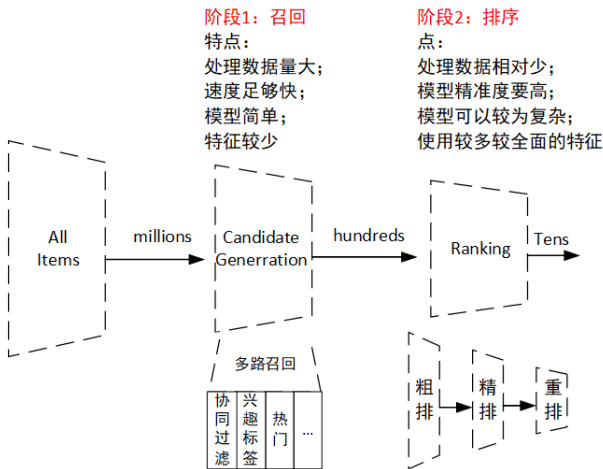 阶段1：召回
特点：
处理数据量大；
速度足够快；
模型简单；
特征较少
阶段2：排序
点：
处理数据相对少；
模型精准度要高；
模型可以较为复杂；
使用较多较全面的特征
All
Items
millions
Candidate
Generration
hundreds
Ranking
Tens
多路召回
协同过滤
兴趣标签
热门
...
粗排
精排
重排